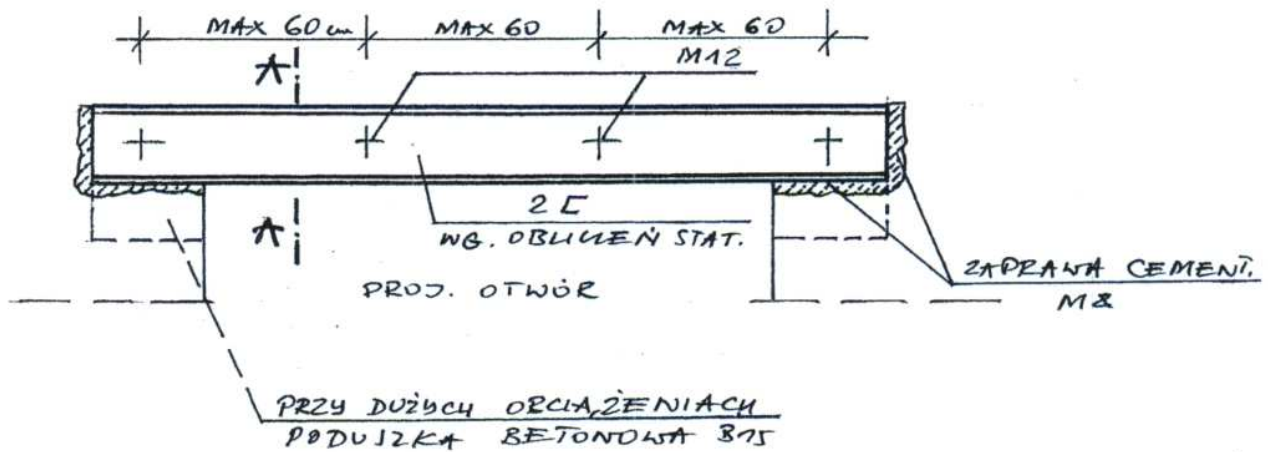 MAX 60 cm MAX 60 MAX 60
M12
A
2 [
WG. OBLICZEŃ STAT.
A
PROJ. OTWÓR
ZAPRAWA CEMENT.
M8
PRZY DUŻYCH OBCIĄŻENIACH
PODUSZKA BETONOWA B15